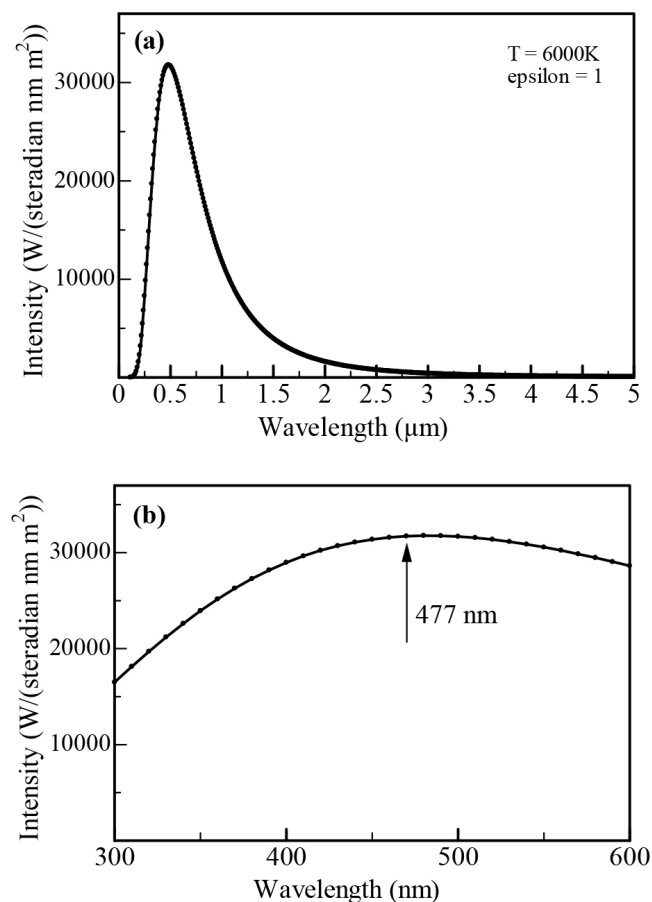 (a)
T = 6000K
epsilon = 1
Intensity (W/(steradian nm m²))
30000
20000
10000
0 0.5 1 1.5 2 2.5 3 3.5 4 4.5 5
Wavelength (µm)
(b)
Intensity (W/(steradian nm m²))
30000
20000
10000
477 nm
300 400 500 600
Wavelength (nm)